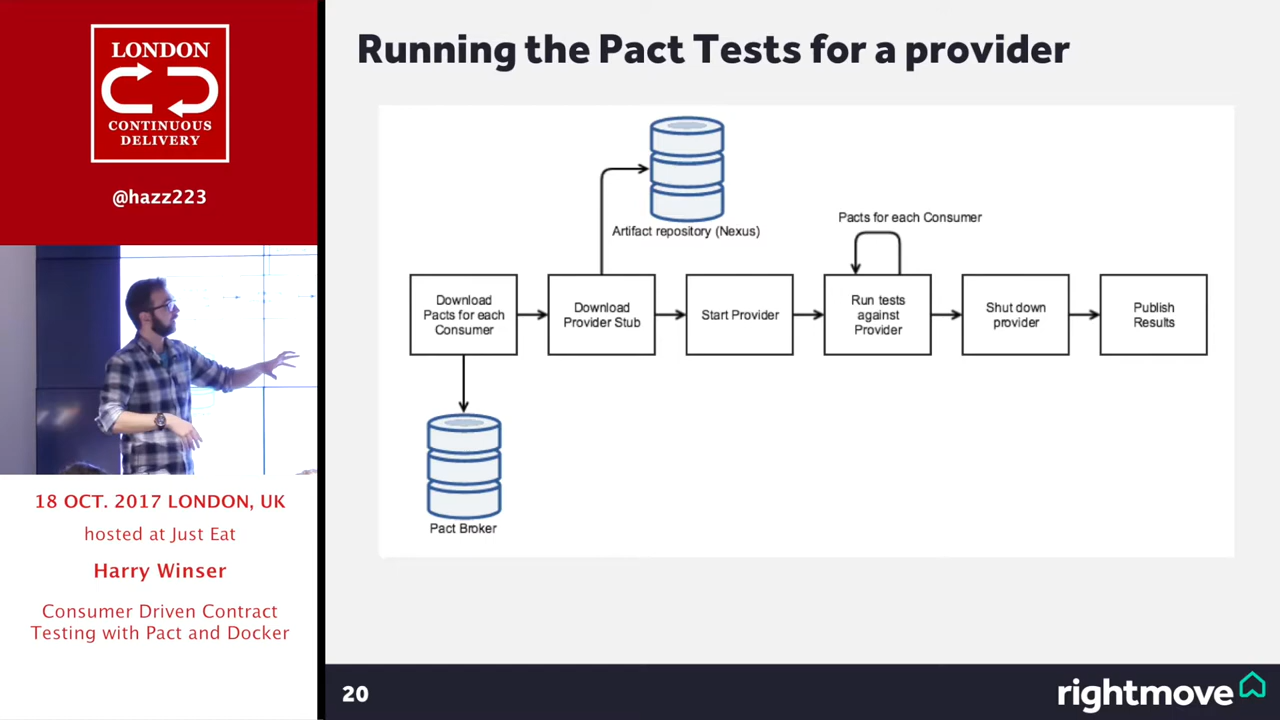 LONDON
CONTINUOUS
DELIVERY
@hazz223
18 OCT. 2017 LONDON, UK
hosted at Just Eat
Harry Winser
Consumer Driven Contract
Testing with Pact and Docker
Running the Pact Tests for a provider
Artifact repository (Nexus)
Pacts for each Consumer
Download
Pacts for each
Consumer
Download
Provider Stub
Start Provider
Run tests
against
Provider
Shut down
provider
Publish
Results
Pact Broker
20
rightmove